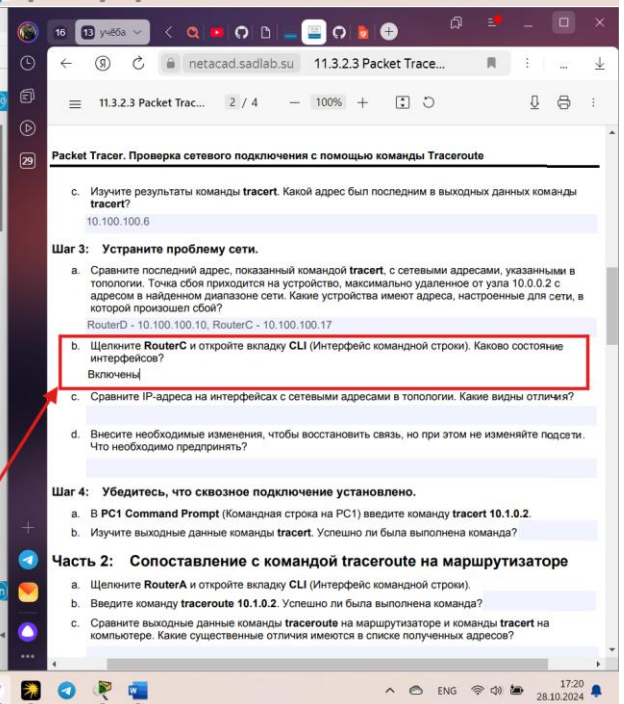 16
13 учёба
netacad.sadlab.su 11.3.2.3 Packet Trace...
11.3.2.3 Packet Trac... 2 / 4 — 100% +
29
Packet Tracer. Проверка сетевого подключения с помощью команды Traceroute
c. Изучите результаты команды tracert. Какой адрес был последним в выходных данных команды
tracert?
10.100.100.6
Шаг 3: Устраните проблему сети.
a. Сравните последний адрес, показанный командой tracert, с сетевыми адресами, указанными в
топологии. Точка сбоя приходится на устройство, максимально удаленное от узла 10.0.0.2 с
адресом в найденном диапазоне сети. Какие устройства имеют адреса, настроенные для сети, в
которой произошел сбой?
RouterD - 10.100.100.10, RouterC - 10.100.100.17
b. Щелкните RouterC и откройте вкладку CLI (Интерфейс командной строки). Каково состояние
интерфейсов?
Включены
c. Сравните IP-адреса на интерфейсах с сетевыми адресами в топологии. Какие видны отличия?
d. Внесите необходимые изменения, чтобы восстановить связь, но при этом не изменяйте подсети.
Что необходимо предпринять?
Шаг 4: Убедитесь, что сквозное подключение установлено.
a. В PC1 Command Prompt (Командная строка на PC1) введите команду tracert 10.1.0.2.
b. Изучите выходные данные команды tracert. Успешно ли была выполнена команда?
Часть 2: Сопоставление с командой traceroute на маршрутизаторе
a. Щелкните RouterA и откройте вкладку CLI (Интерфейс командной строки).
b. Введите команду traceroute 10.1.0.2. Успешно ли была выполнена команда?
c. Сравните выходные данные команды traceroute на маршрутизаторе и команды tracert на
компьютере. Какие существенные отличия имеются в списке полученных адресов?
ENG
17:20
28.10.2024